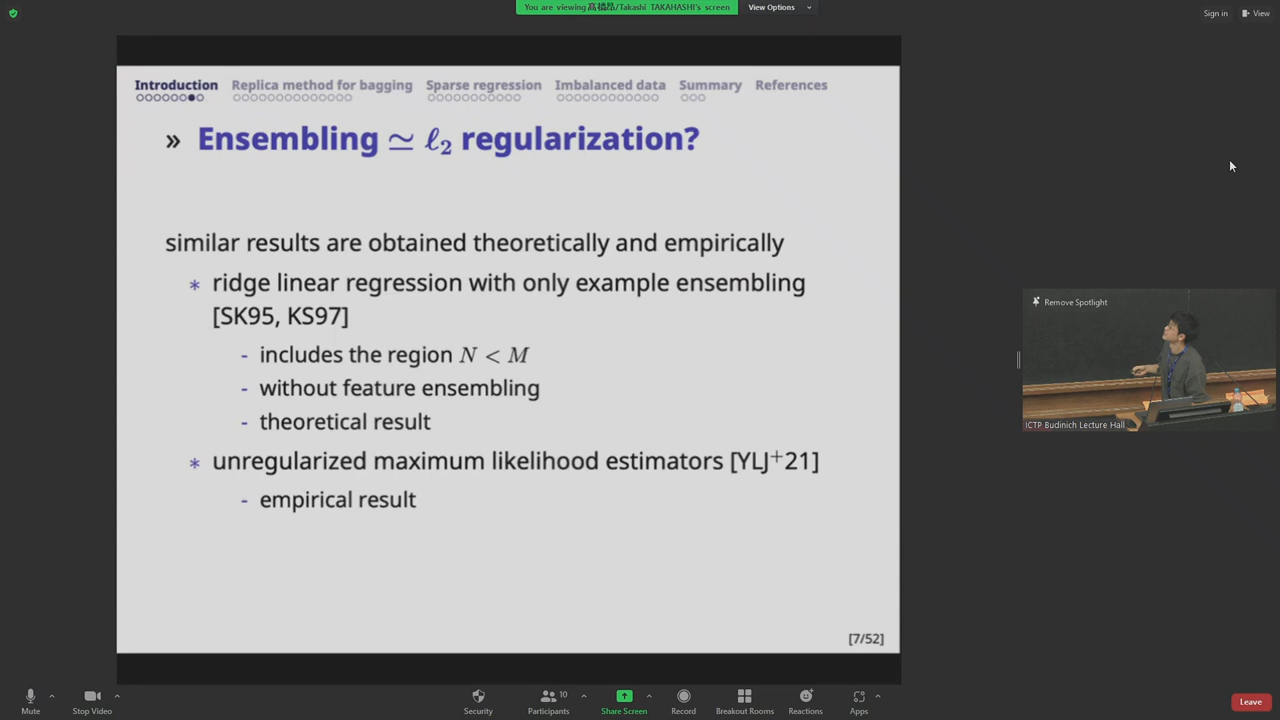 You are viewing 髙橋昂/Takashi TAKAHASHI's screen
View Options
Sign in
View
Introduction
Replica method for bagging
Sparse regression
Imbalanced data
Summary
References
» Ensembling ≃ ℓ₂ regularization?
similar results are obtained theoretically and empirically
* ridge linear regression with only example ensembling
[SK95, KS97]
- includes the region N < M
- without feature ensembling
- theoretical result
* unregularized maximum likelihood estimators [YLJ⁺21]
- empirical result
[7/52]
Remove Spotlight
ICTP Budinich Lecture Hall
Mute
Stop Video
Security
Participants
10
Share Screen
Record
Breakout Rooms
Reactions
Apps
Leave